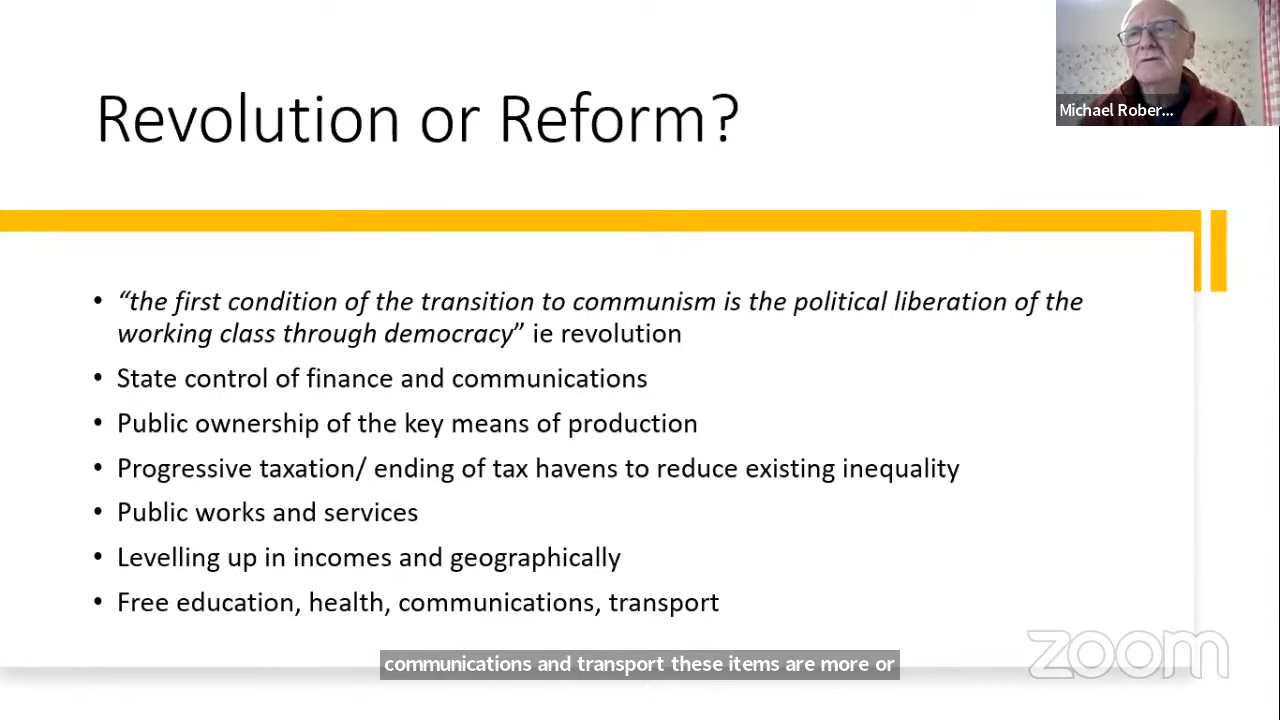 Michael Rober...
Revolution or Reform?
• “the first condition of the transition to communism is the political liberation of the
working class through democracy” ie revolution
• State control of finance and communications
• Public ownership of the key means of production
• Progressive taxation/ ending of tax havens to reduce existing inequality
• Public works and services
• Levelling up in incomes and geographically
• Free education, health, communications, transport
zoom
communications and transport these items are more or